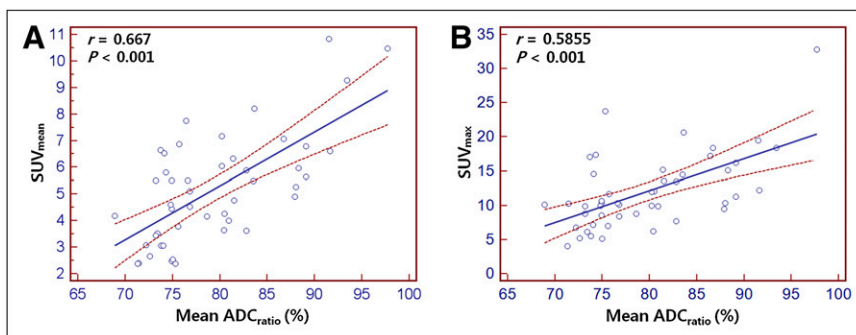 A
r = 0.667
P < 0.001
11
10
9
8
7
6
5
4
3
2
SUVmean
65 70 75 80 85 90 95 100
Mean ADCratio (%)
B
r = 0.5855
P < 0.001
35
30
25
20
15
10
5
0
SUVmax
65 70 75 80 85 90 95 100
Mean ADCratio (%)